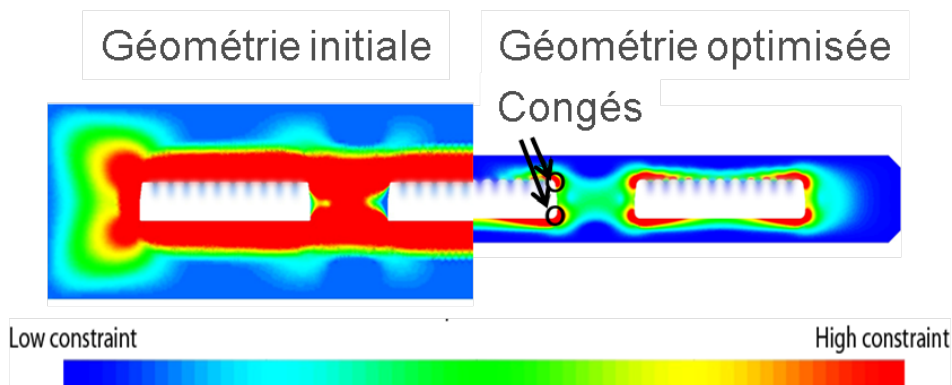 Géométrie initiale
Géométrie optimisée
Congés
Low constraint
High constraint